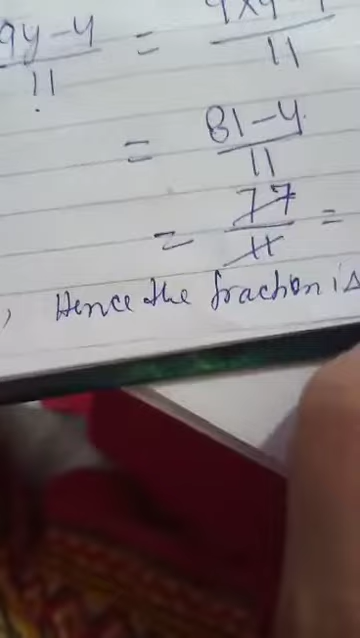 9y-4/11 = 9x9-4/11
= 81-4/11
= 77/11 =
, Hence the fraction is